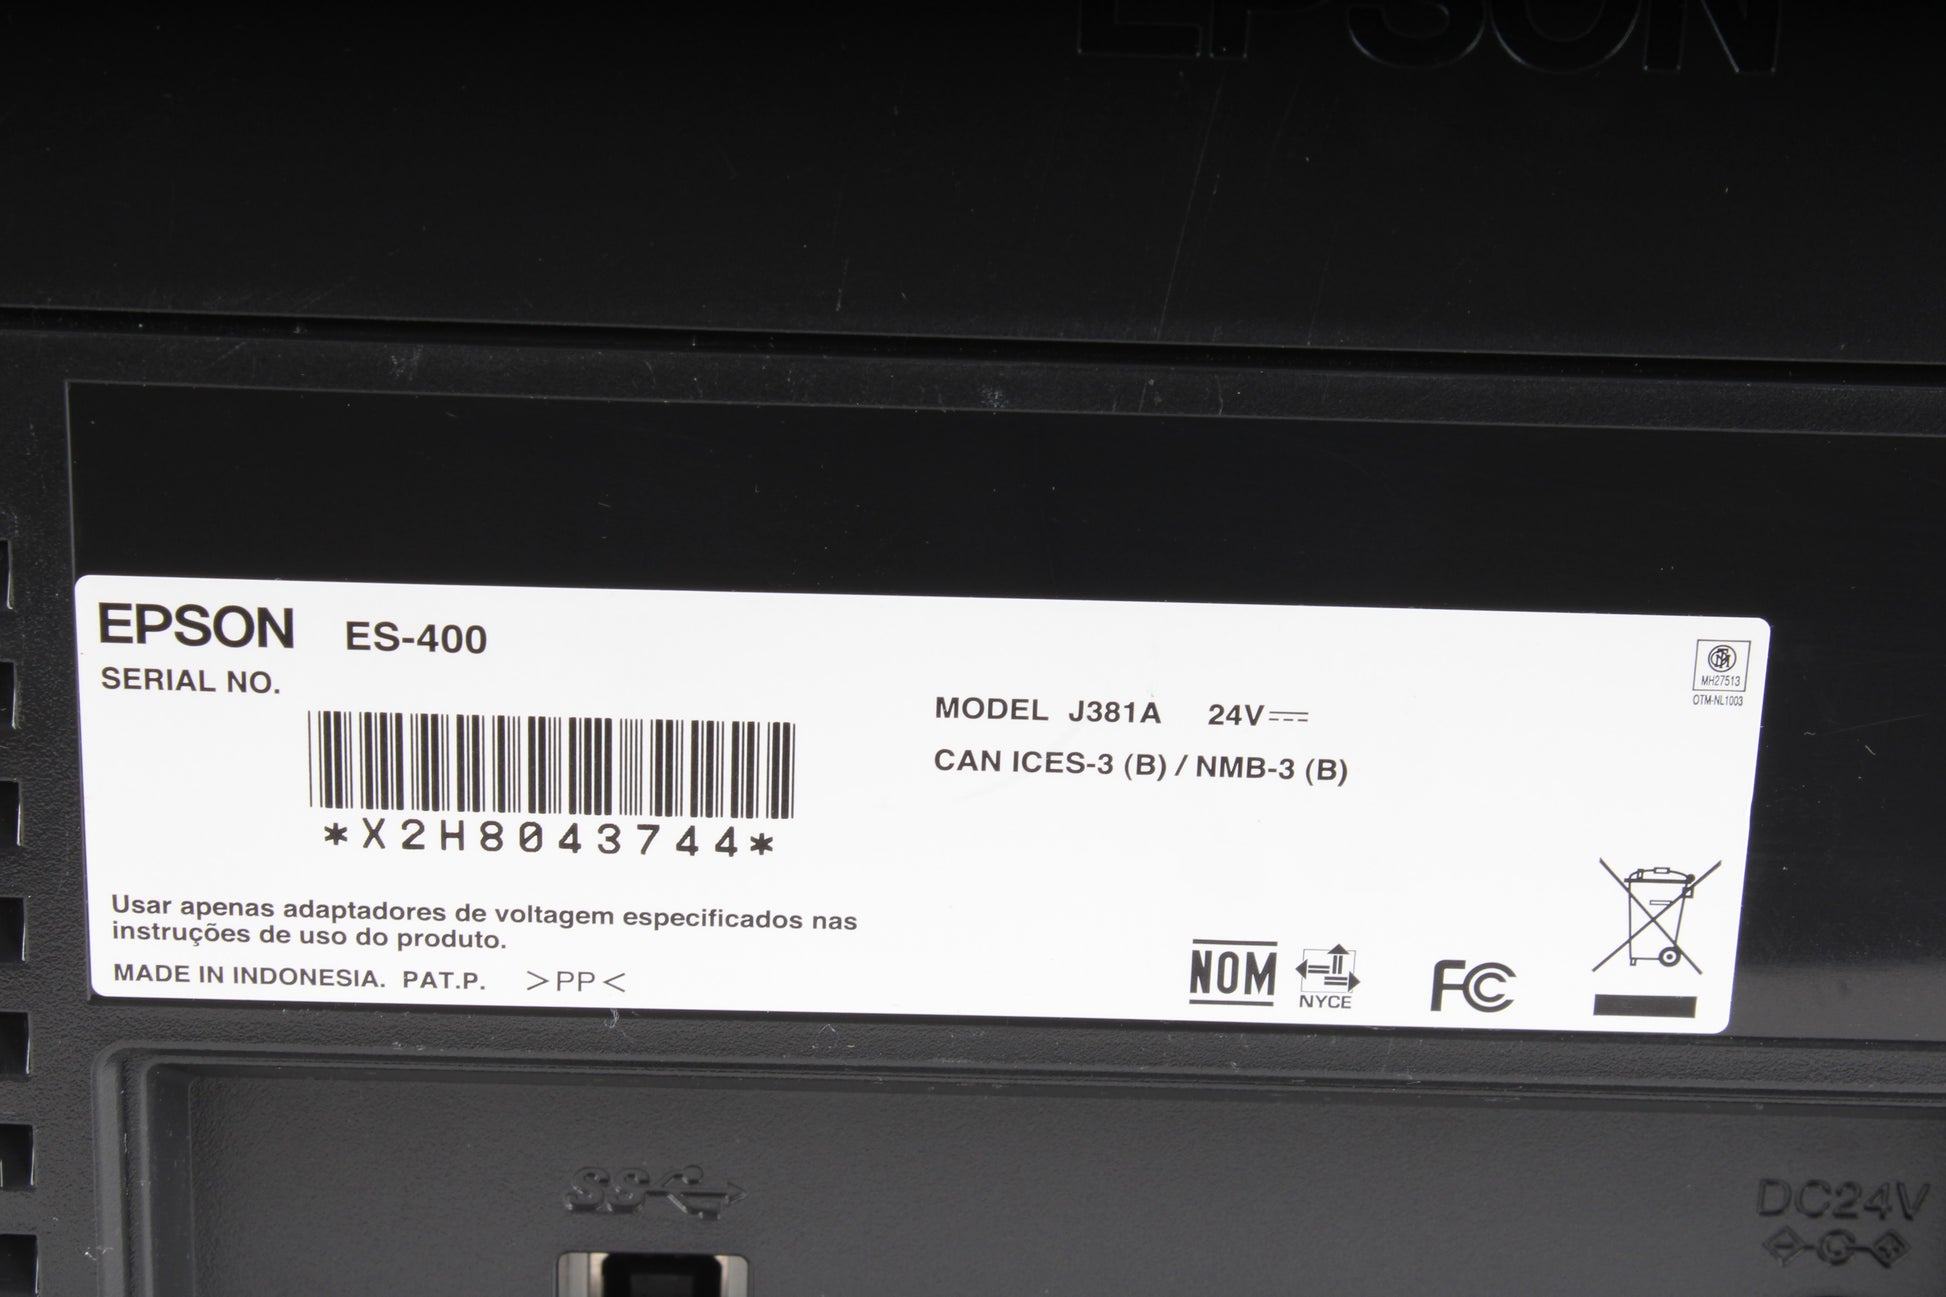 EPSON
EPSON ES-400
SERIAL NO.
*X2H8043744*
MODEL J381A 24V
CAN ICES-3 (B) / NMB-3 (B)
MH27513
OTM-NL1003
Usar apenas adaptadores de voltagem especificados nas
instruções de uso do produto.
MADE IN INDONESIA. PAT.P. >PP<
NOM
NYCE
FC
SS
DC24V